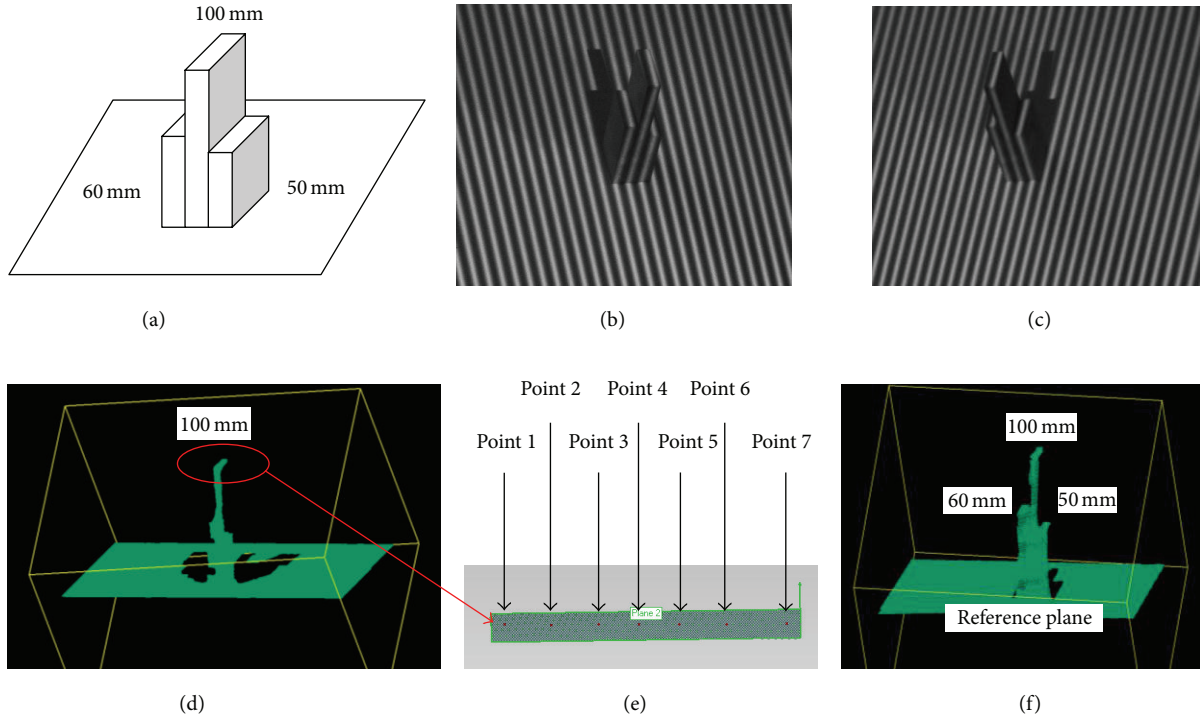 100 mm
60 mm
50 mm
(a)
(b)
(c)
100 mm
(d)
Point 2
Point 4
Point 6
Point 1
Point 3
Point 5
Point 7
Plane 2
(e)
100 mm
60 mm
50 mm
Reference plane
(f)